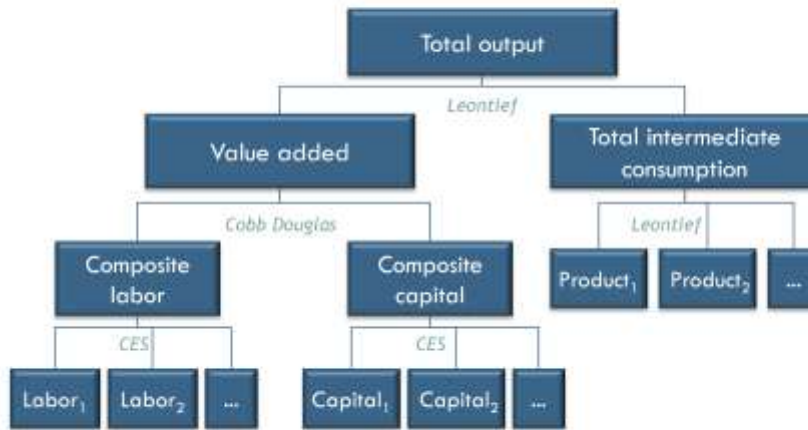 Total output
Leontief
Value added
Total intermediate
consumption
Cobb Douglas
Leontief
Composite
labor
Composite
capital
Product₁
Product₂
...
CES
CES
Labor₁
Labor₂
...
Capital₁
Capital₂
...